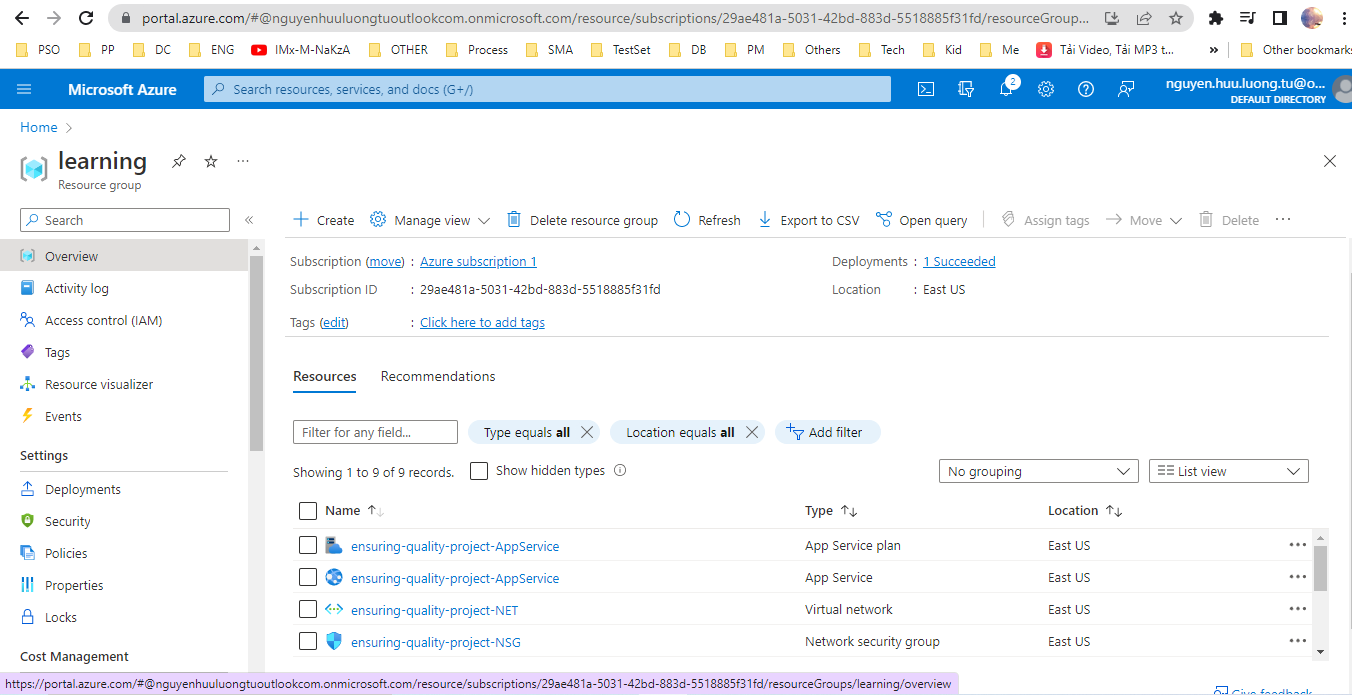 portal.azure.com/#@nguyenhuuluongtuoutlookcom.onmicrosoft.com/resource/subscriptions/29ae481a-5031-42bd-883d-5518885f31fd/resourceGroup...
PSO PP DC ENG IMx-M-NaKzA OTHER Process SMA TestSet DB PM Others Tech Kid Me Tải Video, Tải MP3 t... » Other bookmarks
Microsoft Azure Search resources, services, and docs (G+/) 2 nguyen.huu.luong.tu@o...
DEFAULT DIRECTORY
Home >
learning ...
Resource group
Search «
+ Create Manage view Delete resource group Refresh Export to CSV Open query Assign tags Move Delete ...
Overview
Activity log
Access control (IAM)
Tags
Resource visualizer
Events
Settings
Deployments
Security
Policies
Properties
Locks
Cost Management
Subscription (move) : Azure subscription 1 Deployments : 1 Succeeded
Subscription ID : 29ae481a-5031-42bd-883d-5518885f31fd Location : East US
Tags (edit) : Click here to add tags
Resources Recommendations
Filter for any field... Type equals all Location equals all Add filter
Showing 1 to 9 of 9 records. Show hidden types No grouping List view
Name Type Location
ensuring-quality-project-AppService App Service plan East US ...
ensuring-quality-project-AppService App Service East US ...
ensuring-quality-project-NET Virtual network East US ...
ensuring-quality-project-NSG Network security group East US ...
https://portal.azure.com/#@nguyenhuuluongtuoutlookcom.onmicrosoft.com/resource/subscriptions/29ae481a-5031-42bd-883d-5518885f31fd/resourceGroups/learning/overview
Give feedback